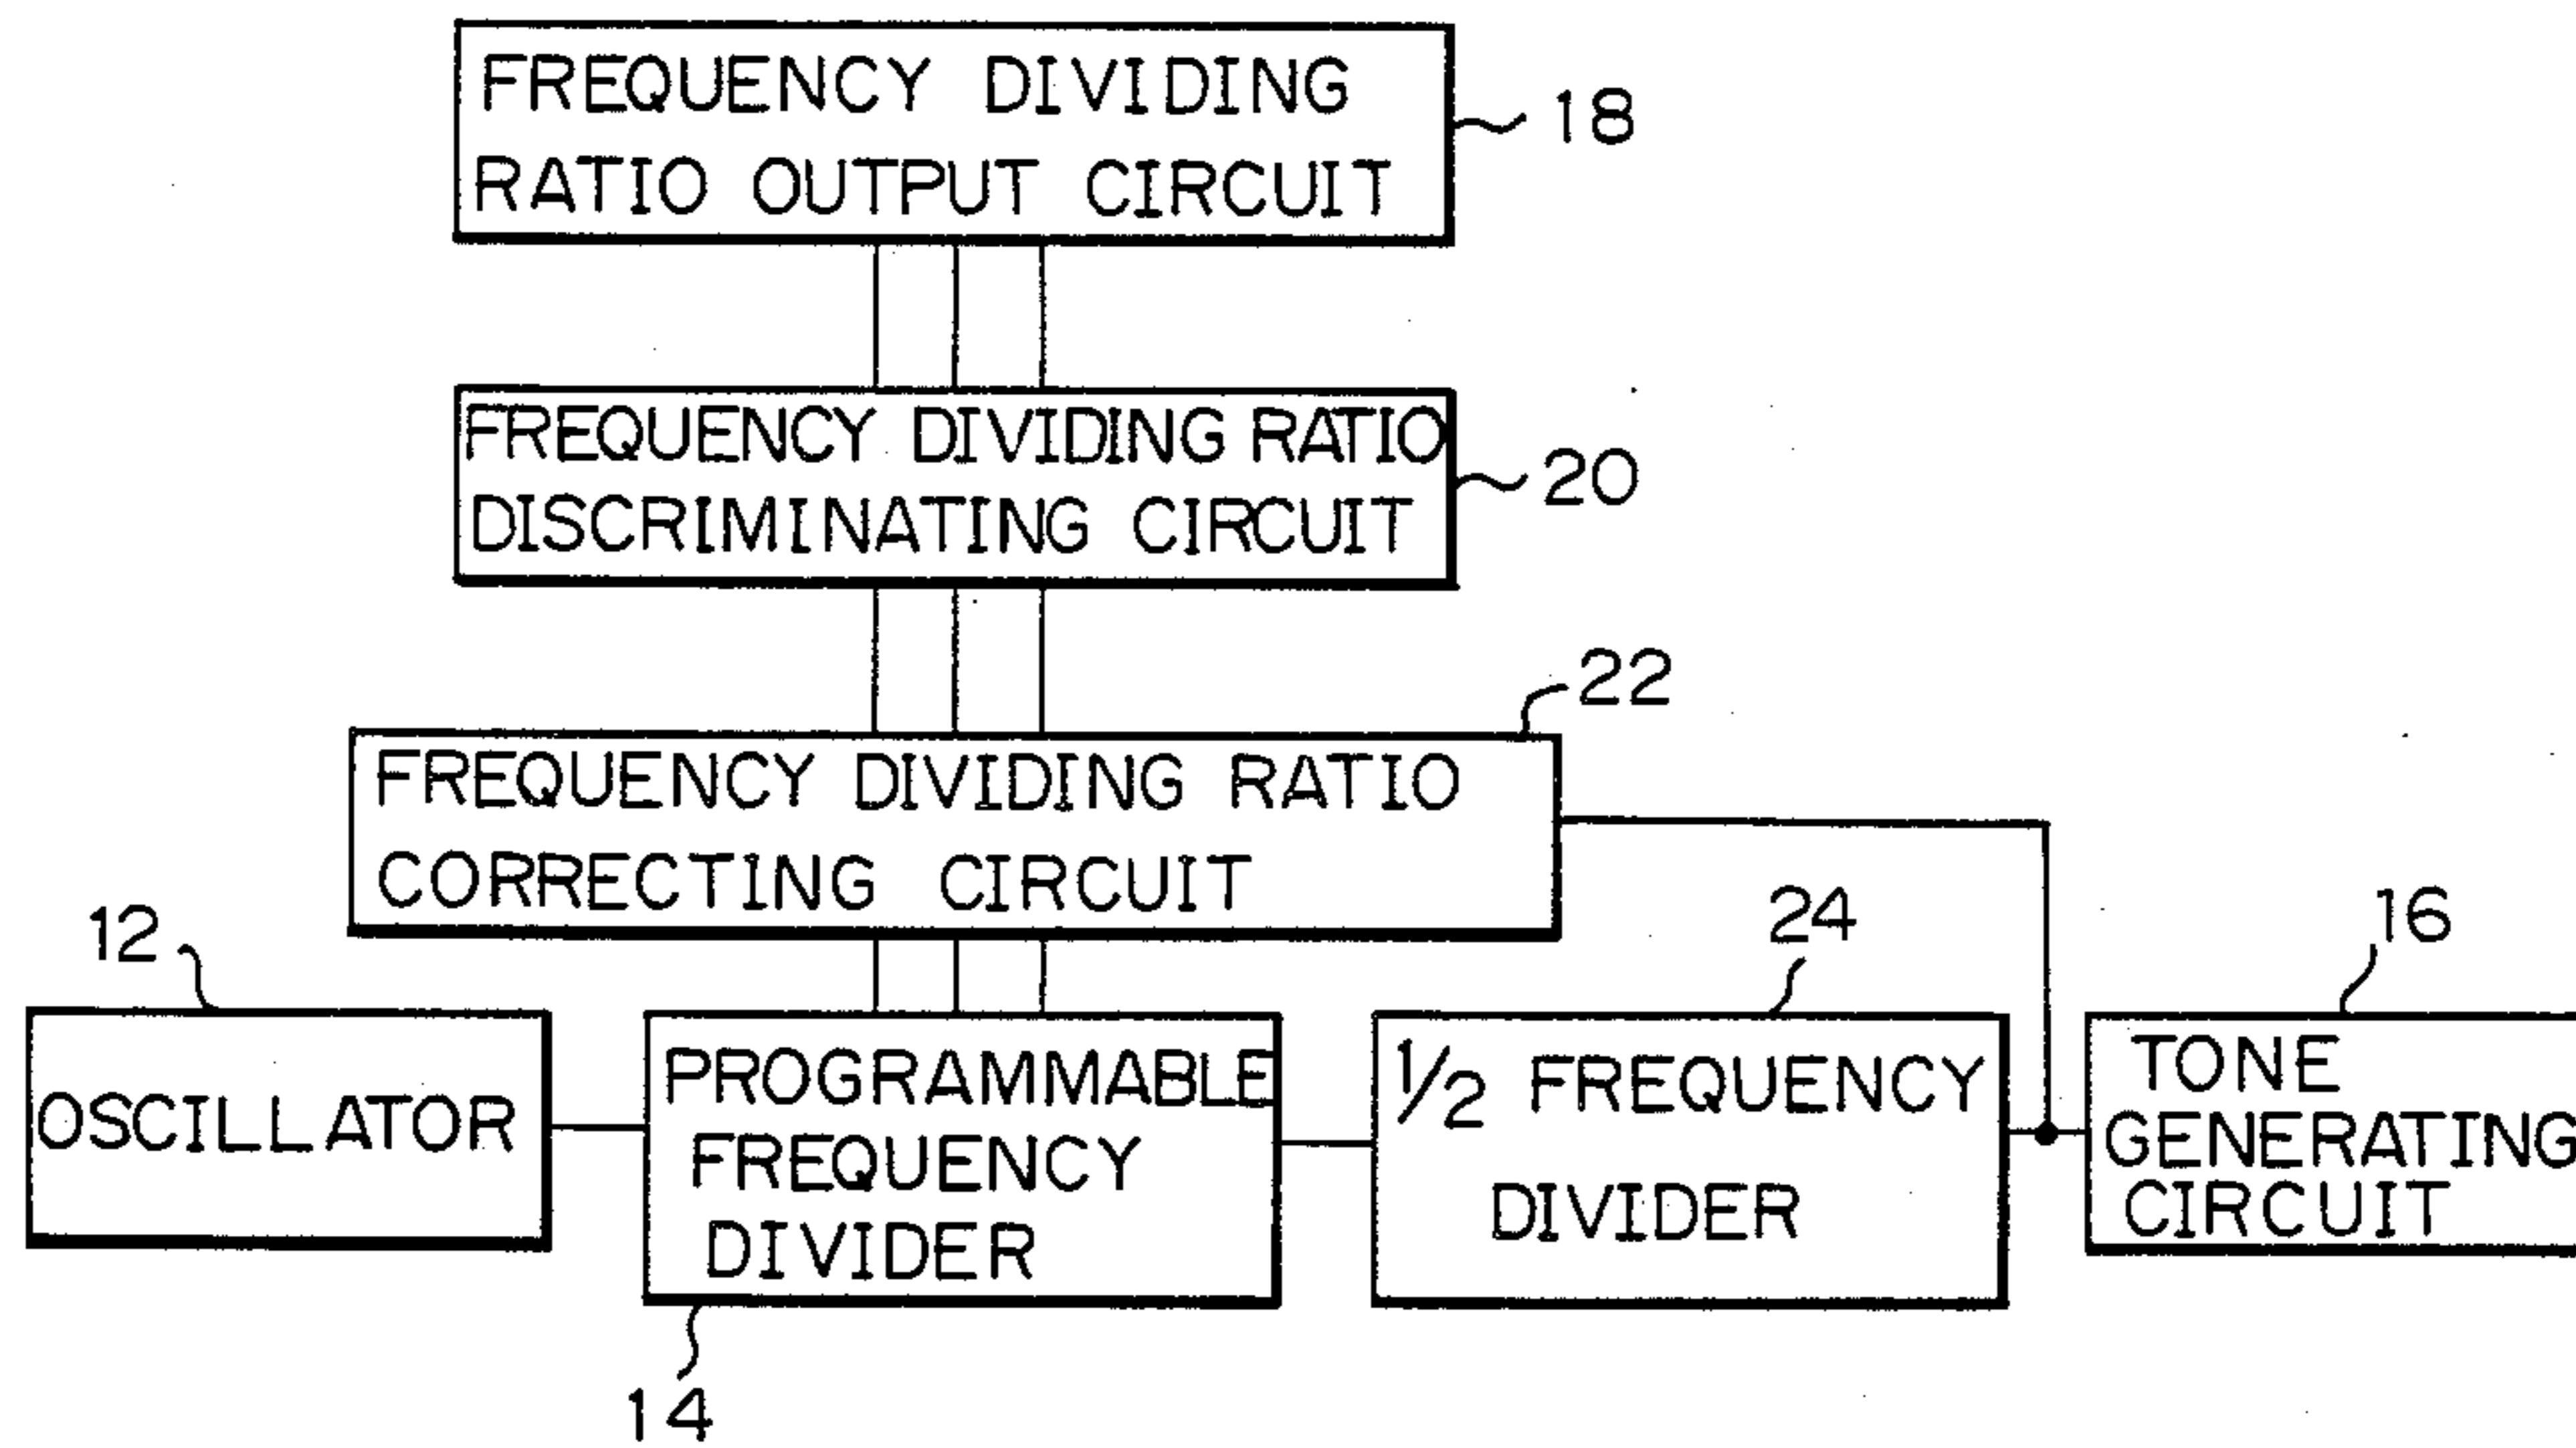 FREQUENCY DIVIDING
RATIO OUTPUT CIRCUIT
18
FREQUENCY DIVIDING RATIO
DISCRIMINATING CIRCUIT
20
22
FREQUENCY DIVIDING RATIO
CORRECTING CIRCUIT
12
24
16
OSCILLATOR
PROGRAMMABLE
FREQUENCY
DIVIDER
1/2 FREQUENCY
DIVIDER
TONE
GENERATING
CIRCUIT
14